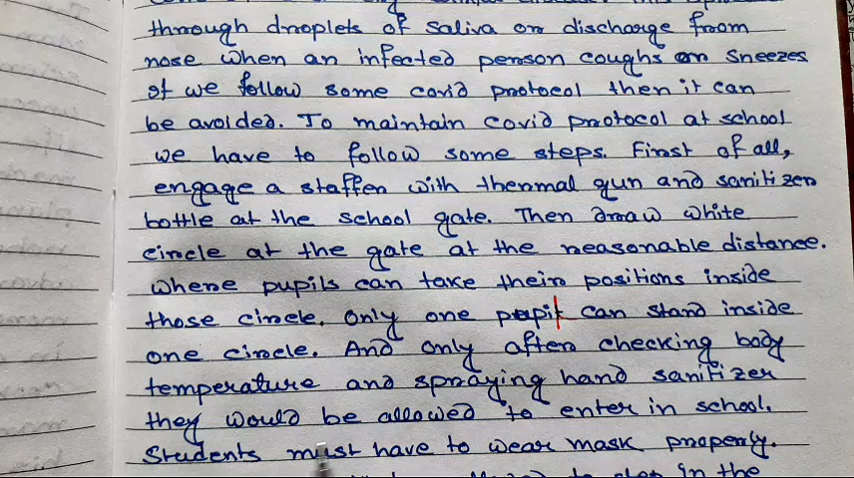 through droplets of saliva or discharge from
nose when an infected person coughs or sneezes
If we follow some covid protocol then it can
be avoided. To maintain covid protocol at school
we have to follow some steps. First of all,
engage a staffer with thermal gun and sanitizer
bottle at the school gate. Then draw white
circle at the gate at the reasonable distance.
Where pupils can take their positions inside
those circle. Only one pupil can stand inside
one circle. And only after checking body
temperature and spraying hand sanitizer
they would be allowed to enter in school.
Students must have to wear mask properly.
in the